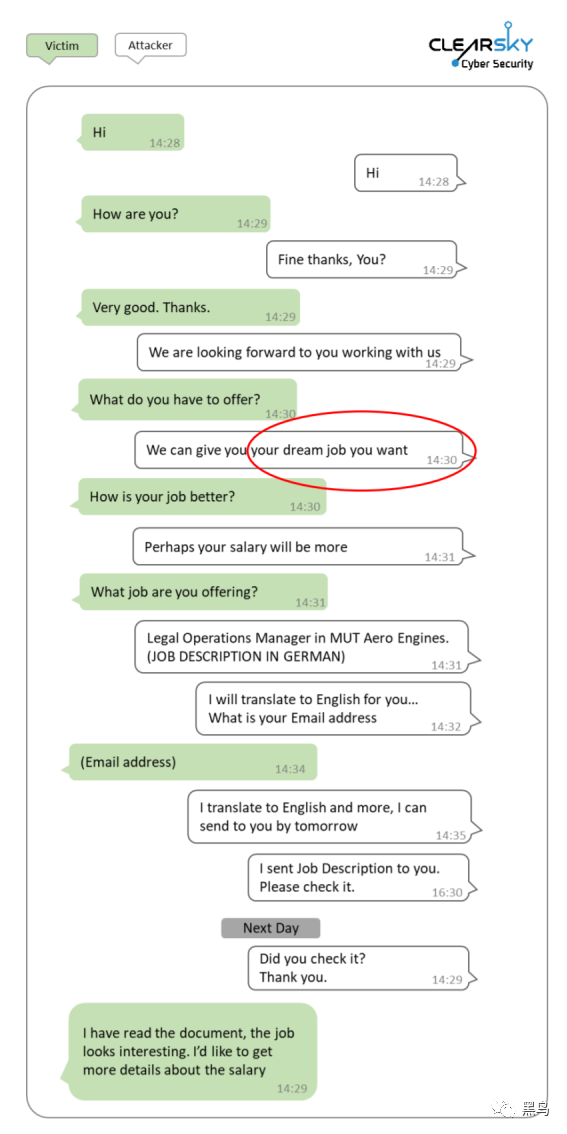 Victim
Attacker
CLEARSKY
Cyber Security
Hi
14:28
Hi
14:28
How are you?
14:29
Fine thanks, You?
14:29
Very good. Thanks.
14:29
We are looking forward to you working with us
14:29
What do you have to offer?
14:30
We can give you your dream job you want
14:30
How is your job better?
14:30
Perhaps your salary will be more
14:31
What job are you offering?
14:31
Legal Operations Manager in MUT Aero Engines.
(JOB DESCRIPTION IN GERMAN)
14:31
I will translate to English for you...
What is your Email address
14:32
(Email address)
14:34
I translate to English and more, I can
send to you by tomorrow
14:35
I sent Job Description to you.
Please check it.
16:30
Next Day
Did you check it?
Thank you.
14:29
I have read the document, the job
looks interesting. I'd like to get
more details about the salary
14:29
黑鸟